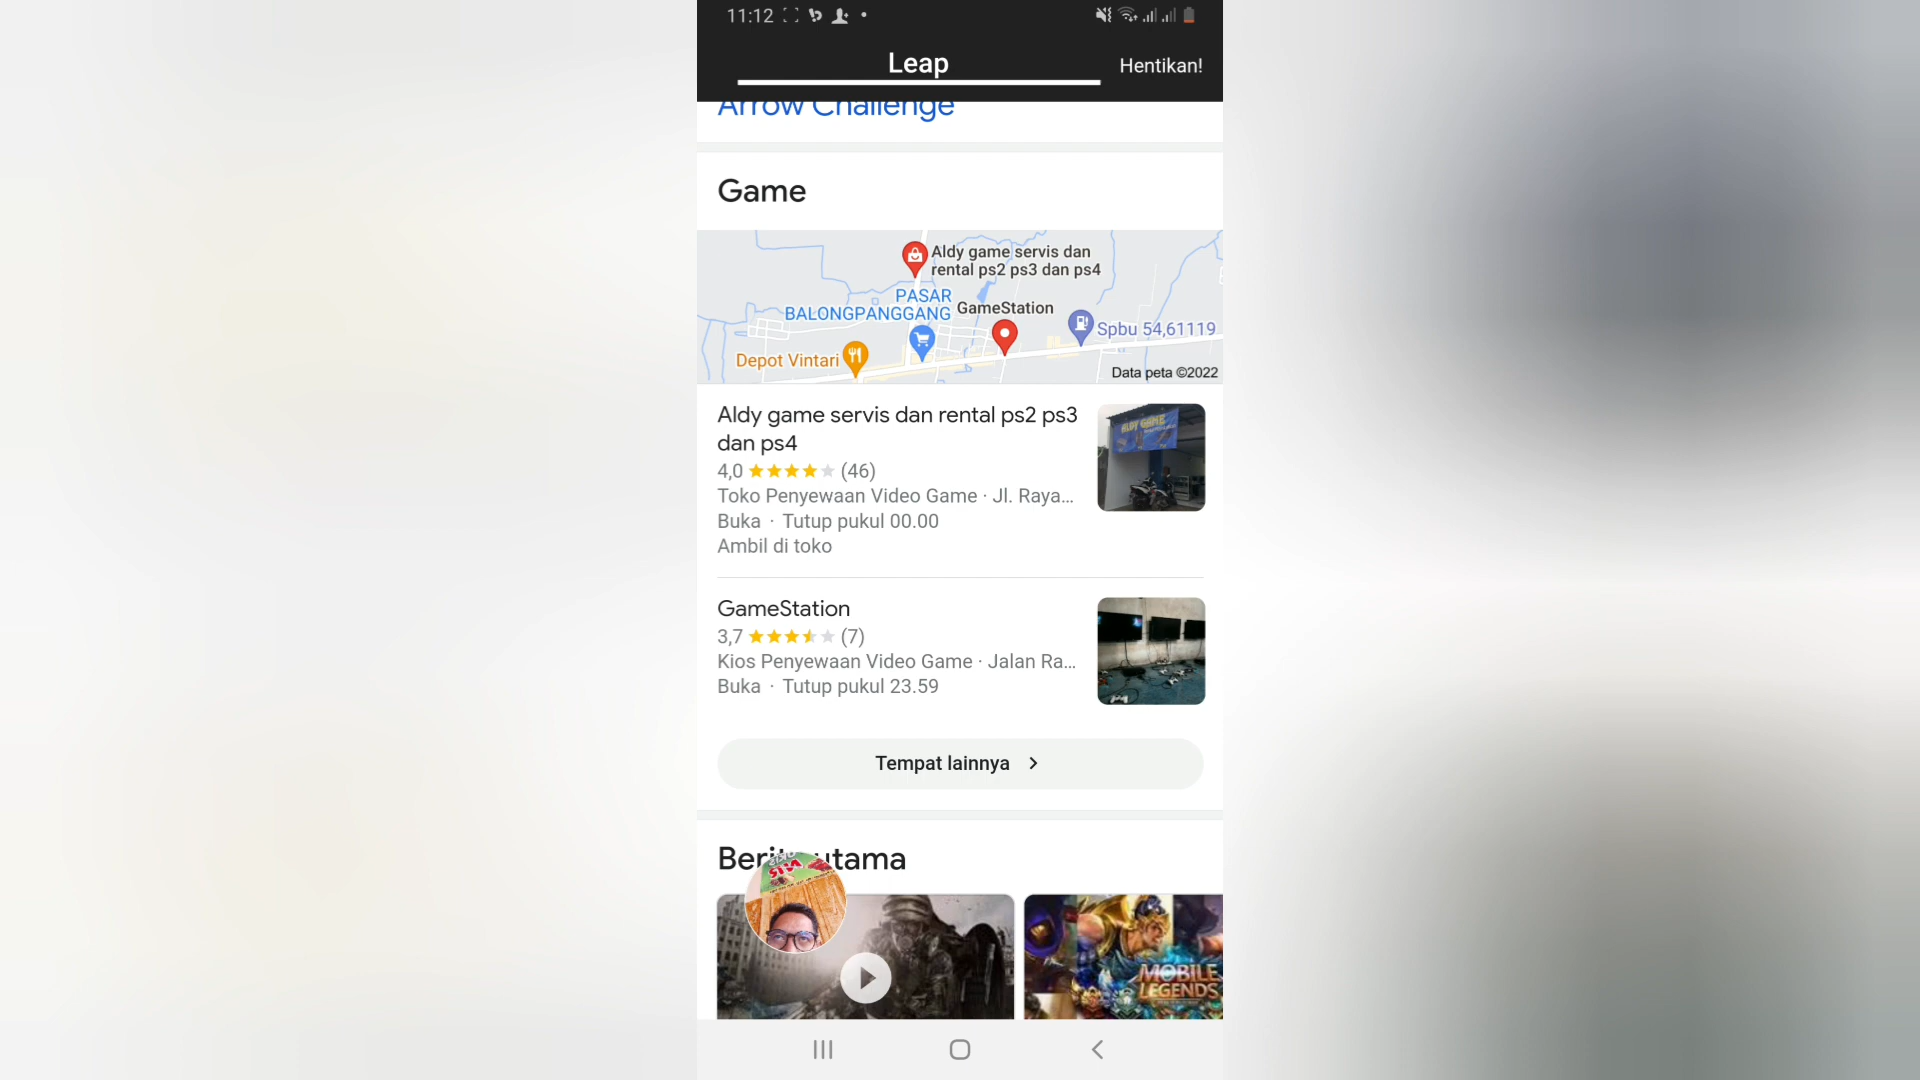 11:12
Leap
Hentikan!
Arrow Challenge
Game
Aldy game servis dan
rental ps2 ps3 dan ps4
PASAR
BALONGPANGGANG
GameStation
Spbu 54,61119
Depot Vintari
Data peta ©2022
Aldy game servis dan rental ps2 ps3
dan ps4
4,0 (46)
Toko Penyewaan Video Game · Jl. Raya...
Buka · Tutup pukul 00.00
Ambil di toko
ALDY GAME
GameStation
3,7 (7)
Kios Penyewaan Video Game · Jalan Ra...
Buka · Tutup pukul 23.59
Tempat lainnya
utama
MOBILE
LEGENDS